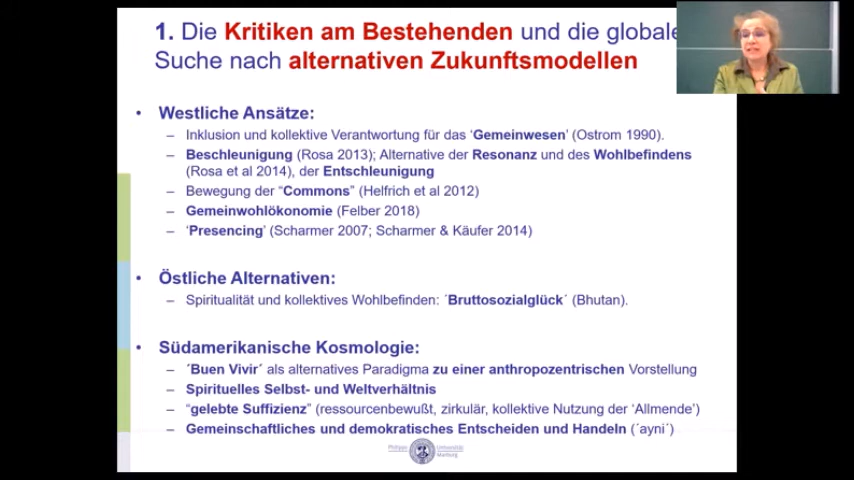 1. Die Kritiken am Bestehenden und die globale
Suche nach alternativen Zukunftsmodellen
• Westliche Ansätze:
– Inklusion und kollektive Verantwortung für das ‘Gemeinwesen’ (Ostrom 1990).
– Beschleunigung (Rosa 2013); Alternative der Resonanz und des Wohlbefindens
(Rosa et al 2014), der Entschleunigung
– Bewegung der “Commons” (Helfrich et al 2012)
– Gemeinwohlökonomie (Felber 2018)
– ‘Presencing’ (Scharmer 2007; Scharmer & Käufer 2014)
• Östliche Alternativen:
– Spiritualität und kollektives Wohlbefinden: ´Bruttosozialglück´ (Bhutan).
• Südamerikanische Kosmologie:
– ´Buen Vivir´ als alternatives Paradigma zu einer anthropozentrischen Vorstellung
– Spirituelles Selbst- und Weltverhältnis
– “gelebte Suffizienz” (ressourcenbewußt, zirkulär, kollektive Nutzung der ‘Allmende’)
– Gemeinschaftliches und demokratisches Entscheiden und Handeln (´ayni´)
Philipps Universität
Marburg